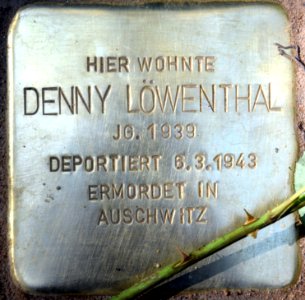 HIER WOHNTE
DENNY LÖWENTHAL
JG. 1939
DEPORTIERT 6.3.1943
ERMORDET IN
AUSCHWITZ